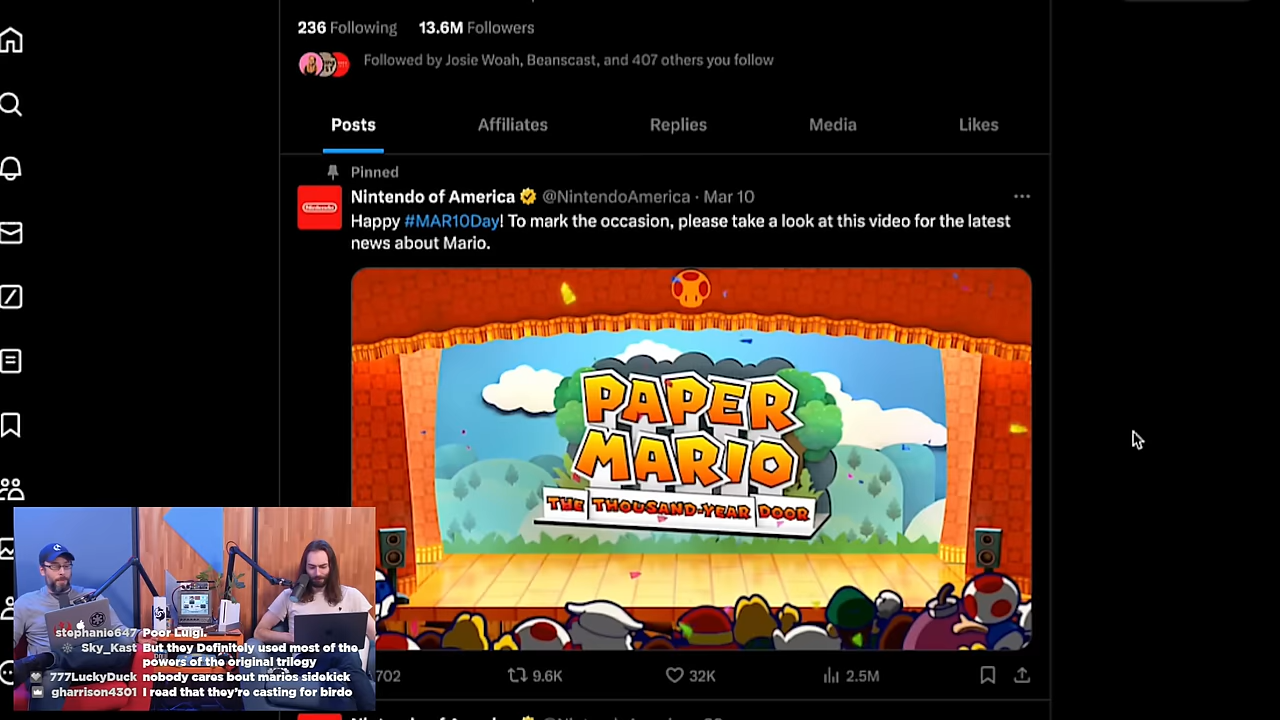 236 Following 13.6M Followers
Followed by Josie Woah, Beanscast, and 407 others you follow
Posts Affiliates Replies Media Likes
Pinned
Nintendo of America @NintendoAmerica · Mar 10
Happy #MAR10Day! To mark the occasion, please take a look at this video for the latest
news about Mario.
Nintendo
PAPER
MARIO
THE THOUSAND-YEAR DOOR
702 9.6K 32K 2.5M
stephanie647 Poor Luigi.
Sky_Kast But they Definitely used most of the
powers of the original trilogy
777LuckyDuck nobody cares bout marios sidekick
gharrison4301 I read that they're casting for birdo